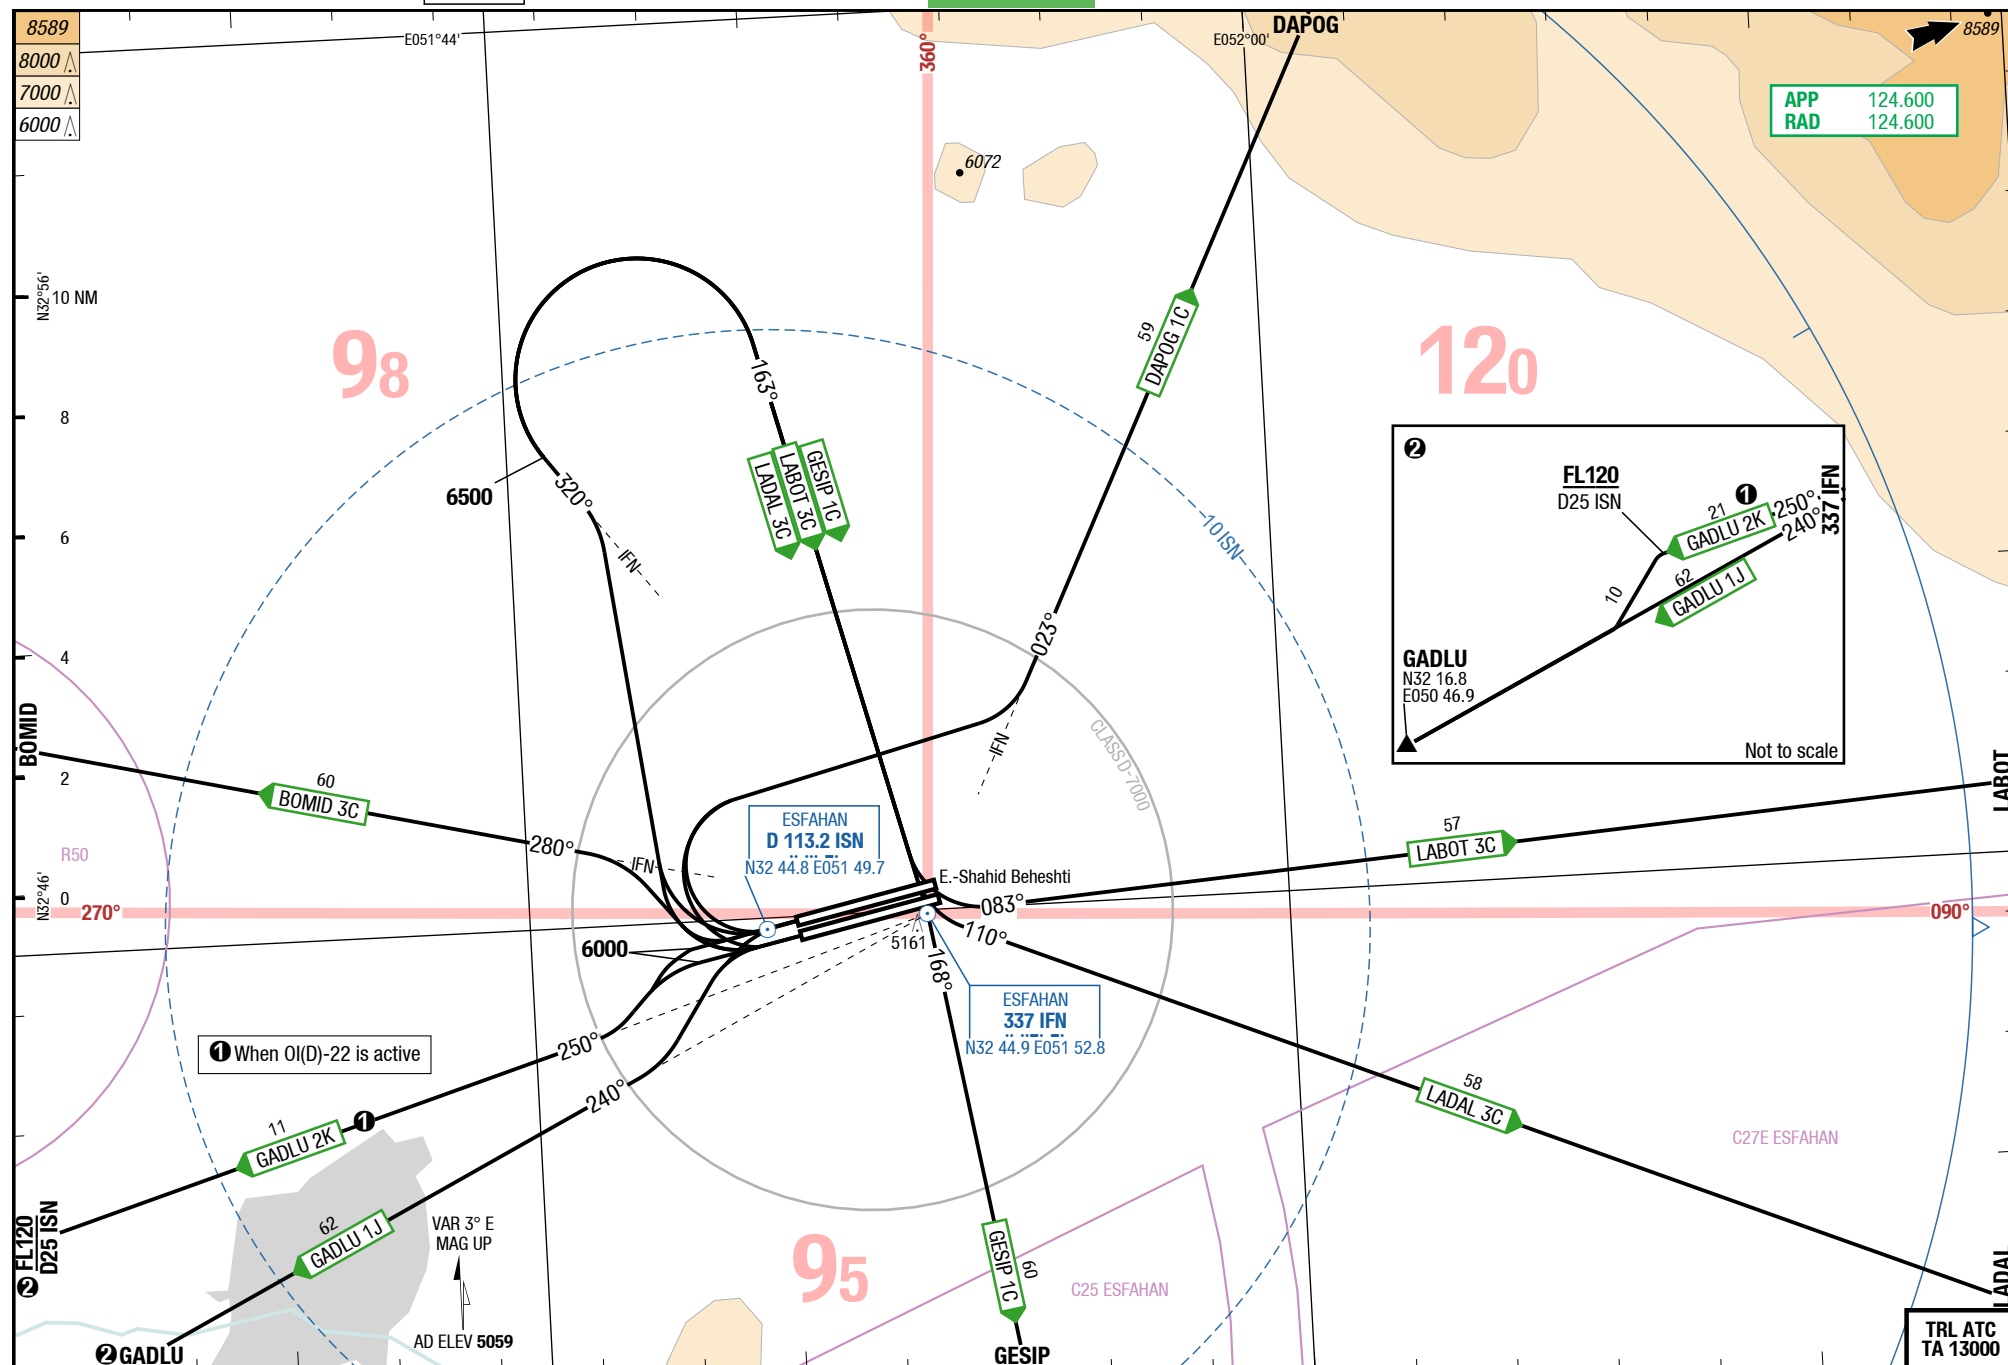 8589
8000
7000
6000
E051°44'
360°
E052°00'
DAPOG
8589
APP 124.600
RAD 124.600
6072
N32°56'
10 NM
98
120
59
DAPOG 1C
163°
8
6500
320°
LADAL 3C
LABOT 3C
GESIP 1C
IFN
10 ISN
6
2
FL120
D25 ISN
21
1
GADLU 2K
250°
240°
337 IFN
62
GADLU 1J
10
GADLU
N32 16.8
E050 46.9
Not to scale
4
023°
IFN
CLASS D-7000
BOMID
2
60
BOMID 3C
280°
IFN
ESFAHAN
D 113.2 ISN
N32 44.8 E051 49.7
57
LABOT 3C
LABOT
R50
N32°46'
0
270°
E.-Shahid Beheshti
083°
090°
6000
5161
110°
168°
ESFAHAN
337 IFN
N32 44.9 E051 52.8
1 When OI(D)-22 is active
250°
240°
11
GADLU 2K
1
58
LADAL 3C
C27E ESFAHAN
FL120
D25 ISN
2
62
GADLU 1J
VAR 3° E
MAG UP
95
GESIP 1C
60
C25 ESFAHAN
LADAL
AD ELEV 5059
2 GADLU
GESIP
TRL ATC
TA 13000